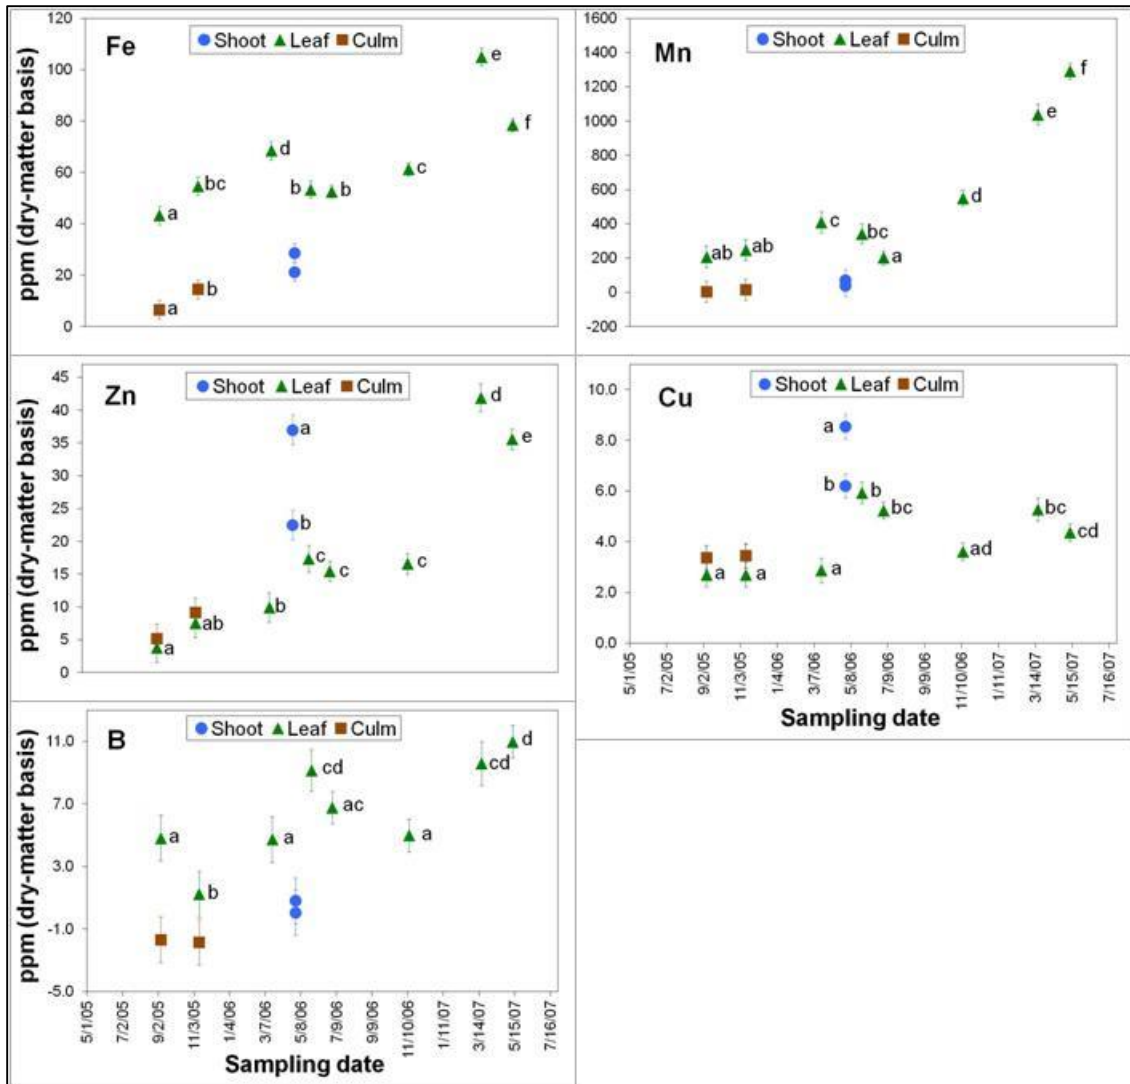 Fe
Shoot Leaf Culm
ppm (dry-matter basis)
120
100
80
60
40
20
0
a
bc
d
b
b
c
e
f
a
b
Mn
Shoot Leaf Culm
1600
1400
1200
1000
800
600
400
200
0
-200
ab
ab
c
bc
a
d
e
f
Zn
Shoot Leaf Culm
ppm (dry-matter basis)
45
40
35
30
25
20
15
10
5
0
a
b
a
ab
b
c
c
c
d
e
Cu
Shoot Leaf Culm
10.0
8.0
6.0
4.0
2.0
0.0
a
b
a
a
a
b
bc
ad
bc
cd
5/1/05
7/2/05
9/2/05
11/3/05
1/4/06
3/7/06
5/8/06
7/9/06
9/9/06
11/10/06
1/11/07
3/14/07
5/15/07
7/16/07
Sampling date
B
Shoot Leaf Culm
ppm (dry-matter basis)
11.0
7.0
3.0
-1.0
-5.0
a
b
a
cd
ac
a
cd
d
5/1/05
7/2/05
9/2/05
11/3/05
1/4/06
3/7/06
5/8/06
7/9/06
9/9/06
11/10/06
1/11/07
3/14/07
5/15/07
7/16/07
Sampling date